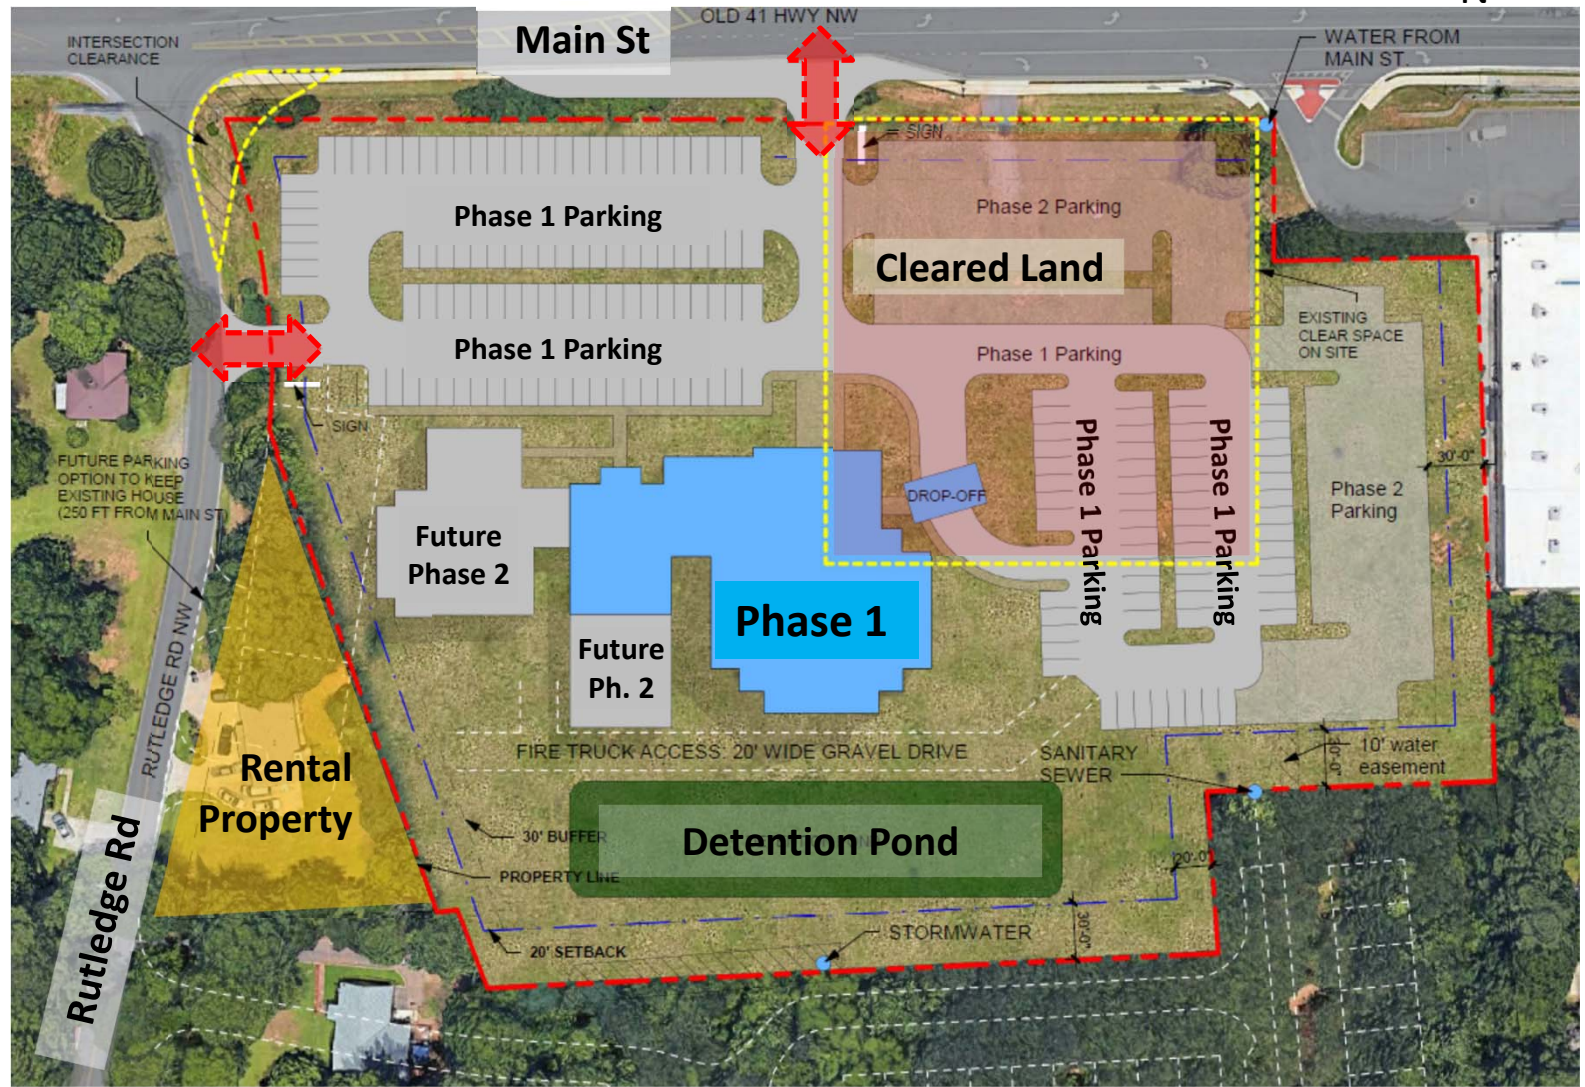 OLD 41 HWY NW
Main St
INTERSECTION
CLEARANCE
WATER FROM
MAIN ST.
= SIGN
Phase 1 Parking
Phase 2 Parking
Cleared Land
EXISTING
CLEAR SPACE
ON SITE
Phase 1 Parking
Phase 1 Parking
SIGN
FUTURE PARKING
OPTION TO KEEP
EXISTING HOUSE
(250 FT FROM MAIN ST)
Phase 1 Parking
Phase 1 Parking
30'-0"
Phase 2
Parking
DROP-OFF
Future
Phase 2
Phase 1
Future
Ph. 2
RUTLEDGE RD NW
FIRE TRUCK ACCESS 20' WIDE GRAVEL DRIVE
SANITARY
SEWER
10' water
easement
Rental
Property
30' BUFFER
Detention Pond
20'-0"
PROPERTY LINE
Rutledge Rd
STORMWATER
30'-0"
20' SETBACK